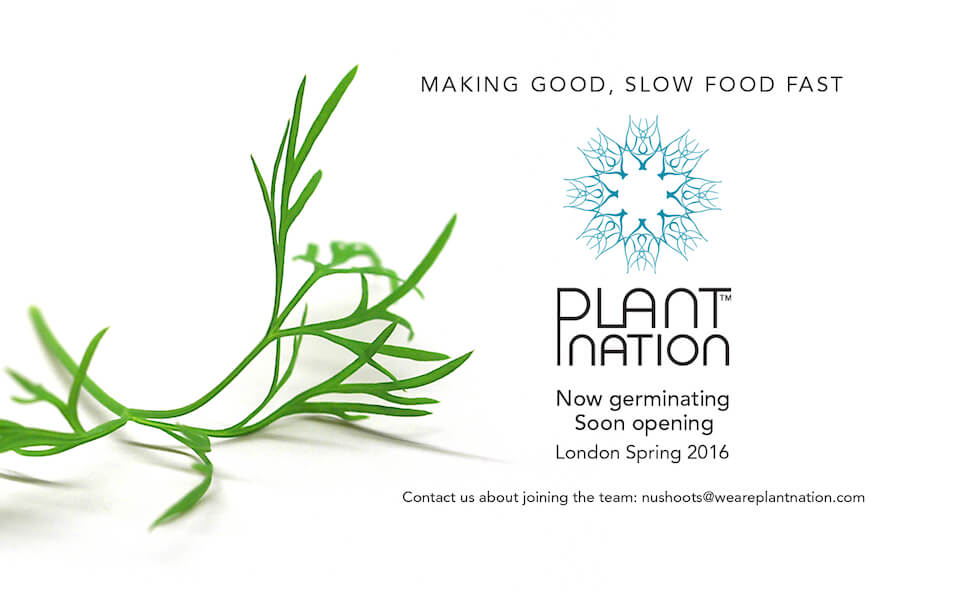 MAKING GOOD, SLOW FOOD FAST
PLANT™
NATION
Now germinating
Soon opening
London Spring 2016
Contact us about joining the team: nushoots@weareplantnation.com